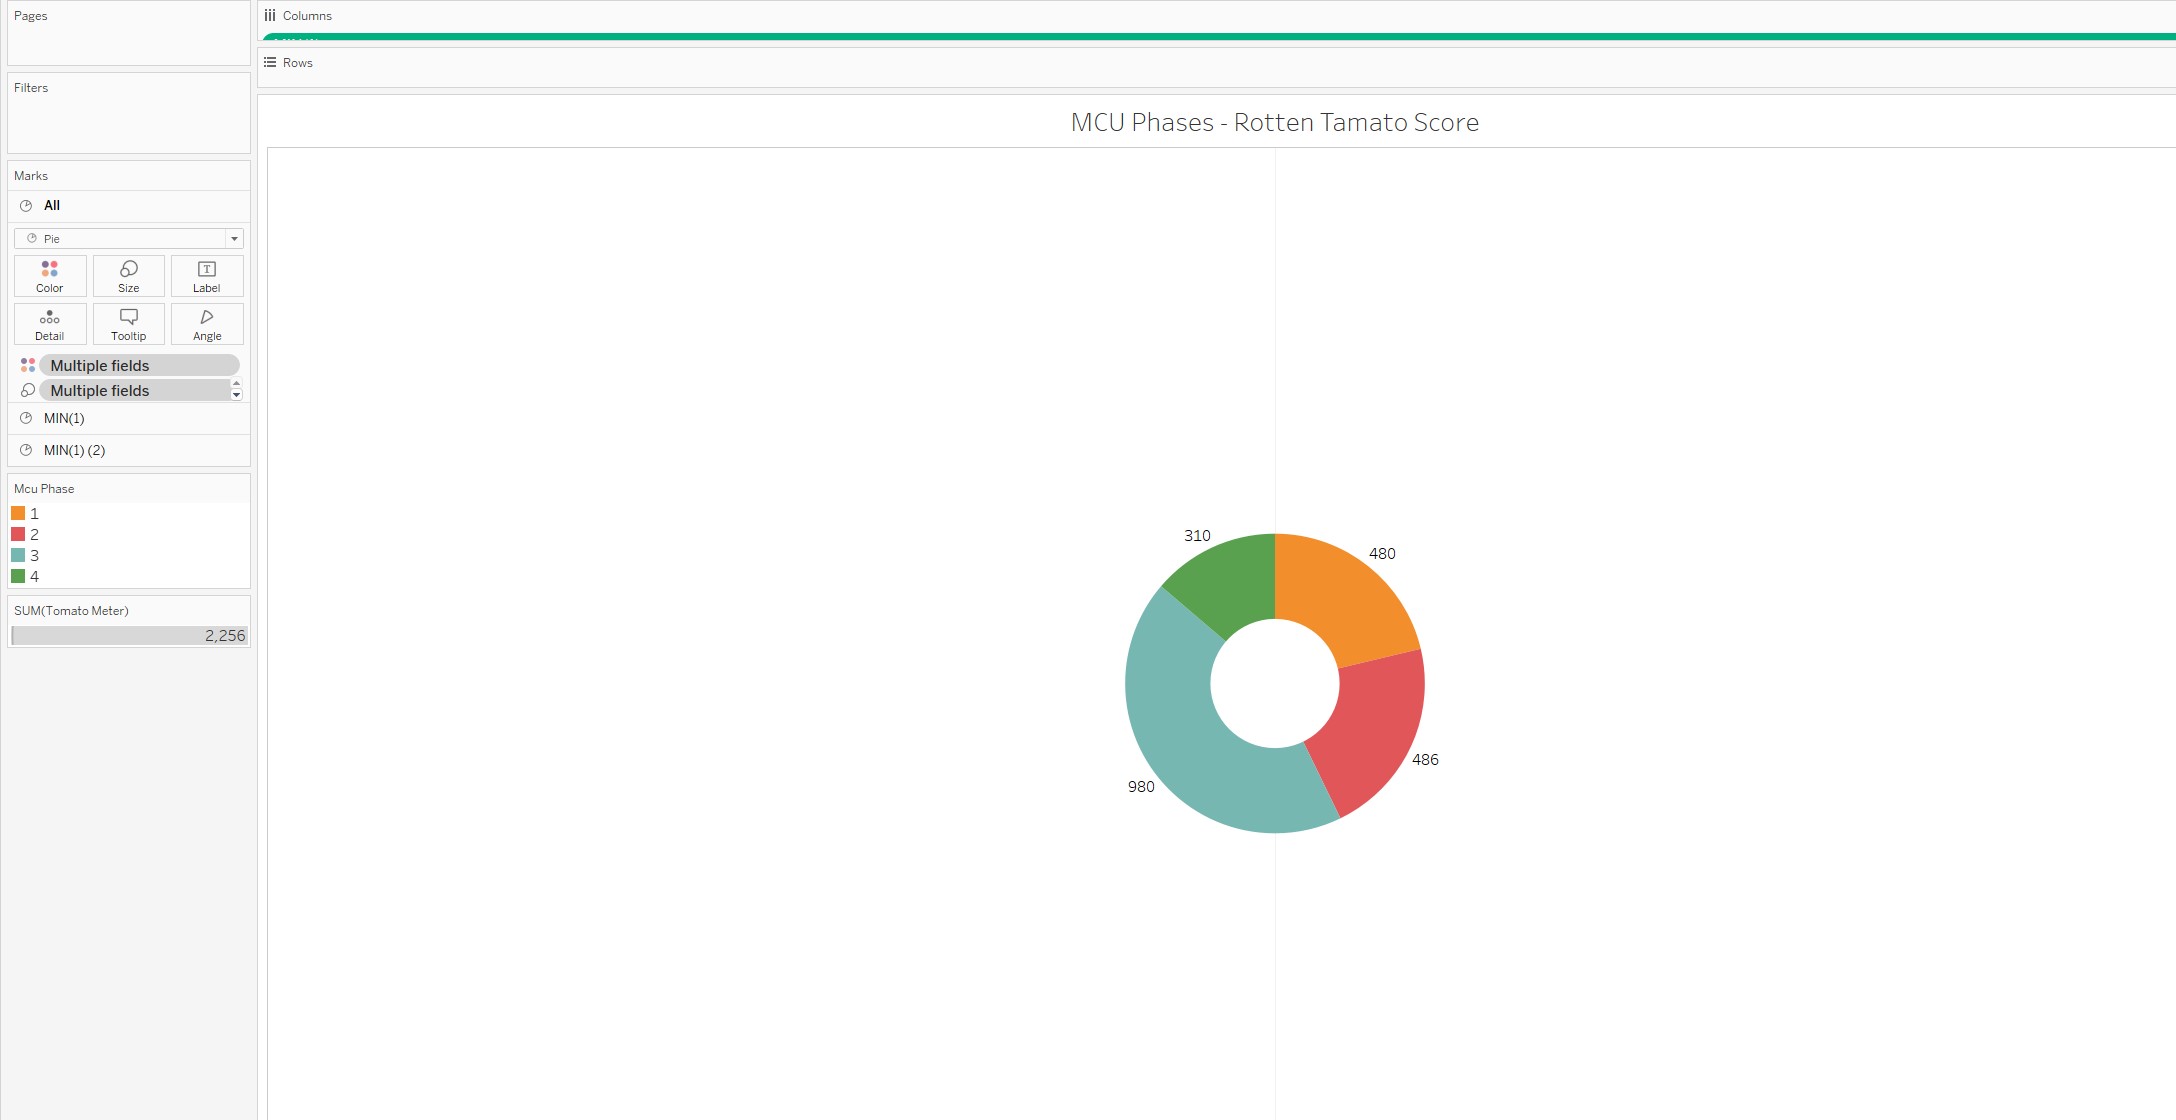 Pages
Columns
Rows
Filters
MCU Phases - Rotten Tamato Score
Marks
All
Pie
Color Size Label
Detail Tooltip Angle
Multiple fields
Multiple fields
MIN(1)
MIN(1) (2)
Mcu Phase
1
2
3
4
SUM(Tomato Meter)
2,256
310
480
486
980